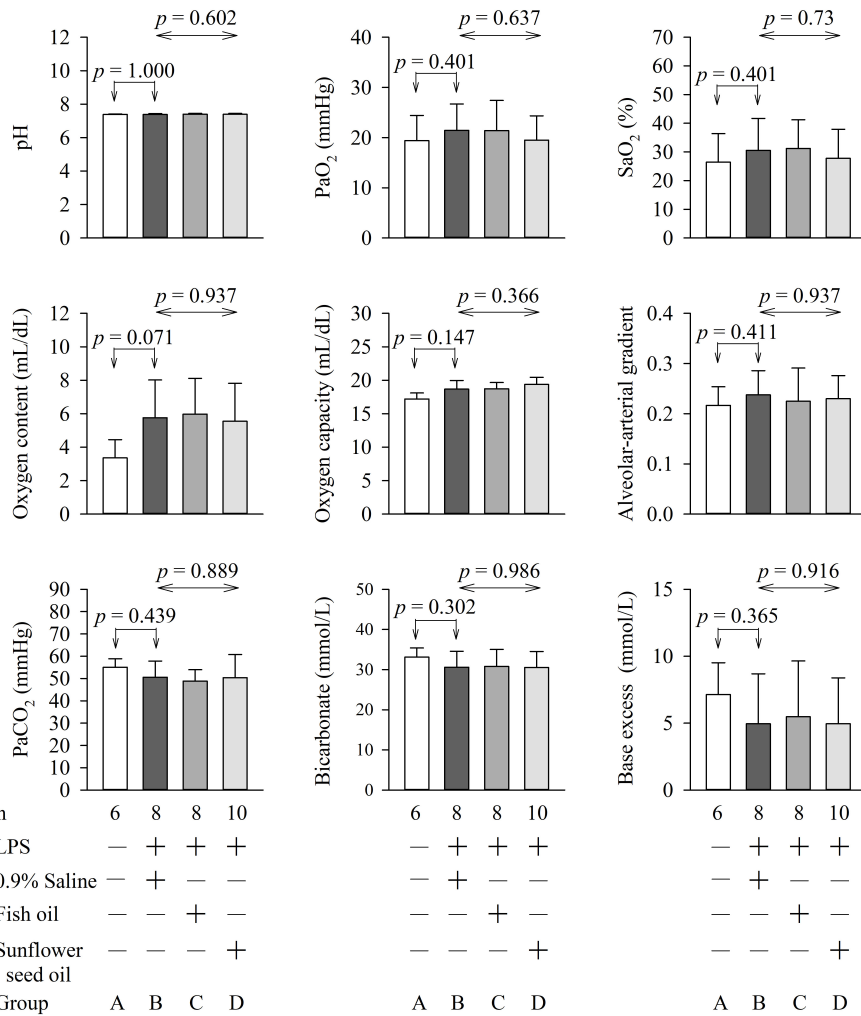 p = 0.602
p = 1.000
pH
12
10
8
6
4
2
0
p = 0.637
p = 0.401
PaO2 (mmHg)
40
30
20
10
0
p = 0.73
p = 0.401
SaO2 (%)
70
60
50
40
30
20
10
0
p = 0.937
p = 0.071
Oxygen content (mL/dL)
12
10
8
6
4
2
0
p = 0.366
p = 0.147
Oxygen capacity (mL/dL)
30
25
20
15
10
5
0
p = 0.937
p = 0.411
Alveolar-arterial gradient
0.4
0.3
0.2
0.1
0.0
p = 0.889
p = 0.439
PaCO2 (mmHg)
90
80
70
60
50
40
30
20
10
0
p = 0.986
p = 0.302
Bicarbonate (mmol/L)
50
40
30
20
10
0
p = 0.916
p = 0.365
Base excess (mmol/L)
15
10
5
0
n 6 8 8 10 6 8 8 10 6 8 8 10
LPS — + + + — + + + — + + +
0.9% Saline — + — — — + — — — + — —
Fish oil — — + — — — + — — — + —
Sunflower — — — + — — — + — — — +
seed oil
Group A B C D A B C D A B C D